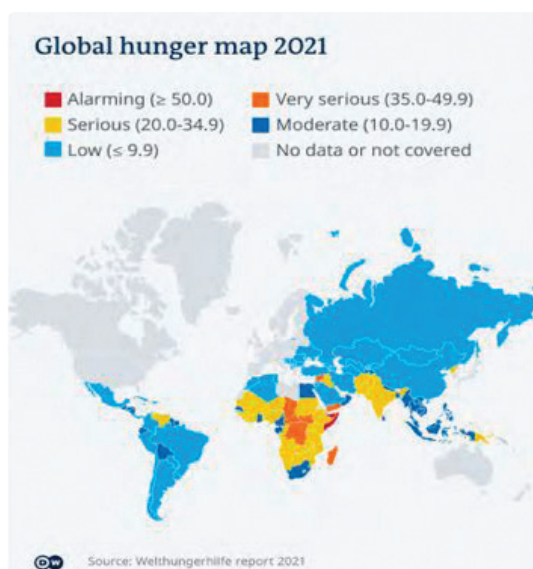 Global hunger map 2021
Alarming (≥ 50.0)
Very serious (35.0-49.9)
Serious (20.0-34.9)
Moderate (10.0-19.9)
Low (≤ 9.9)
No data or not covered
DW
Source: Welthungerhilfe report 2021